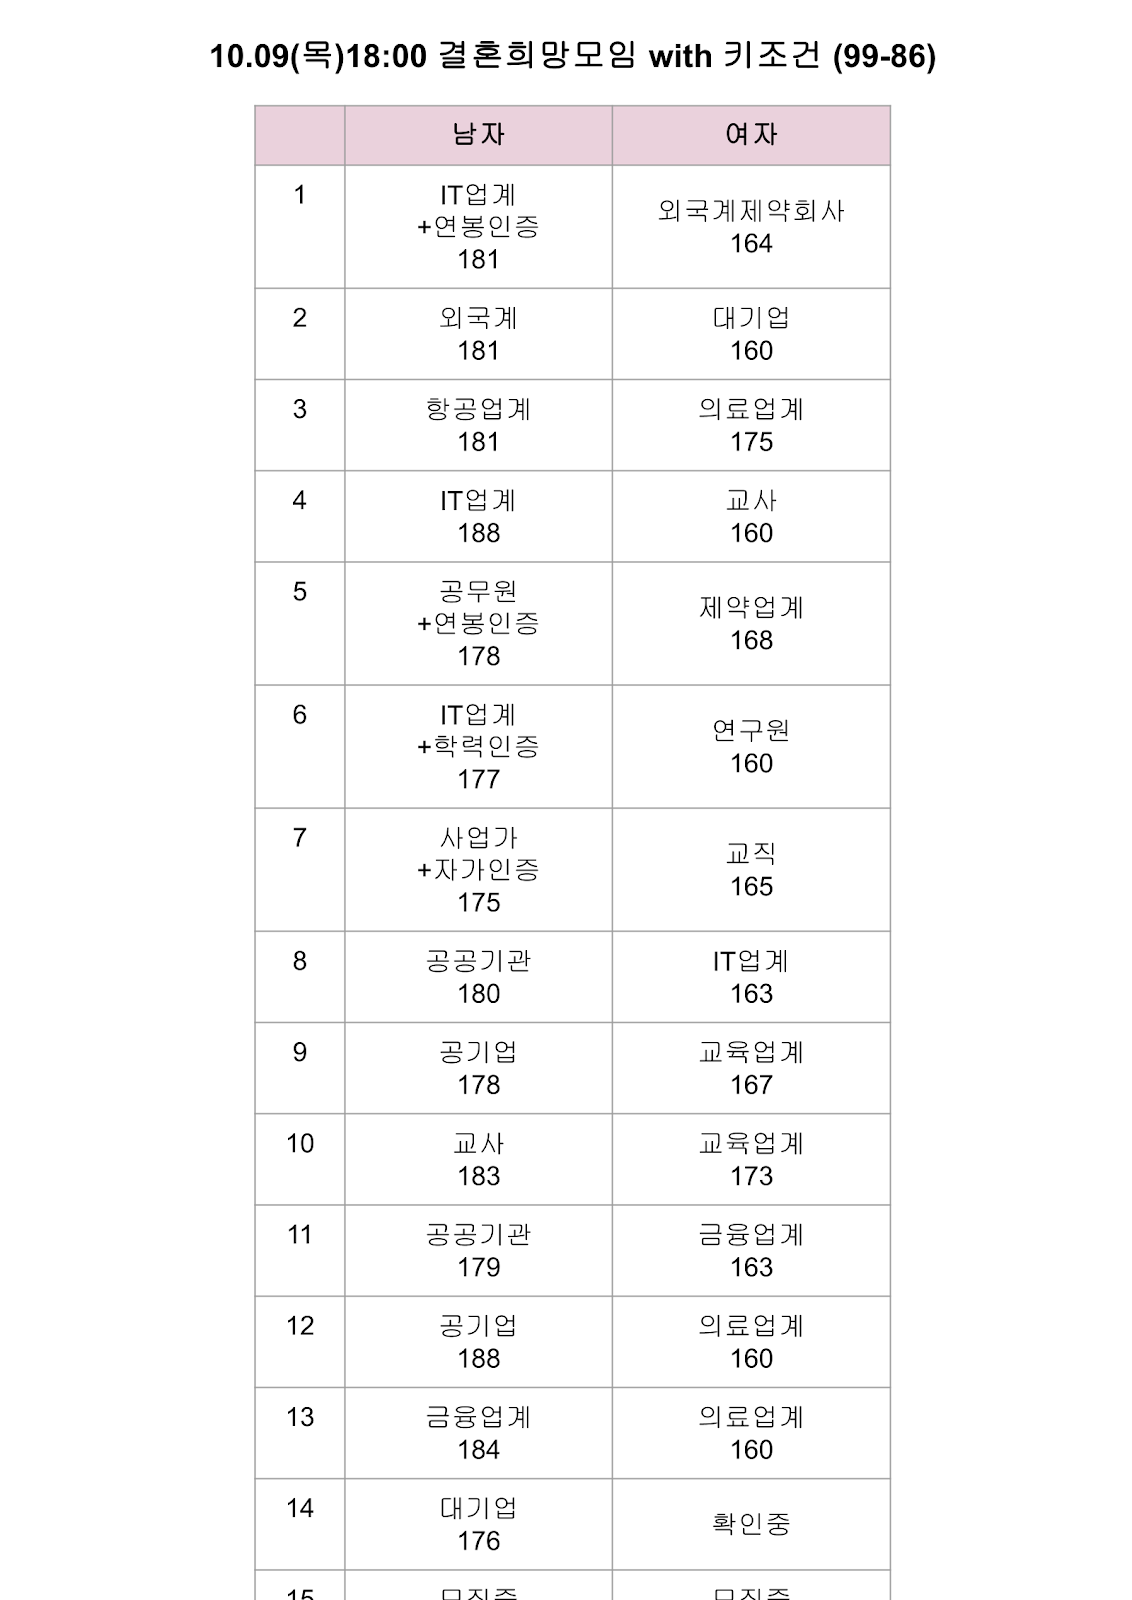 10.09(목)18:00 결혼희망모임 with 키조건 (99-86)
남자 여자
1
IT업계
+연봉인증
181
외국계제약회사
164
2
외국계
181
대기업
160
3
항공업계
181
의료업계
175
4
IT업계
188
교사
160
5
공무원
+연봉인증
178
제약업계
168
6
IT업계
+학력인증
177
연구원
160
7
사업가
+자가인증
175
교직
165
8
공공기관
180
IT업계
163
9
공기업
178
교육업계
167
10
교사
183
교육업계
173
11
공공기관
179
금융업계
163
12
공기업
188
의료업계
160
13
금융업계
184
의료업계
160
14
대기업
176
확인중
15